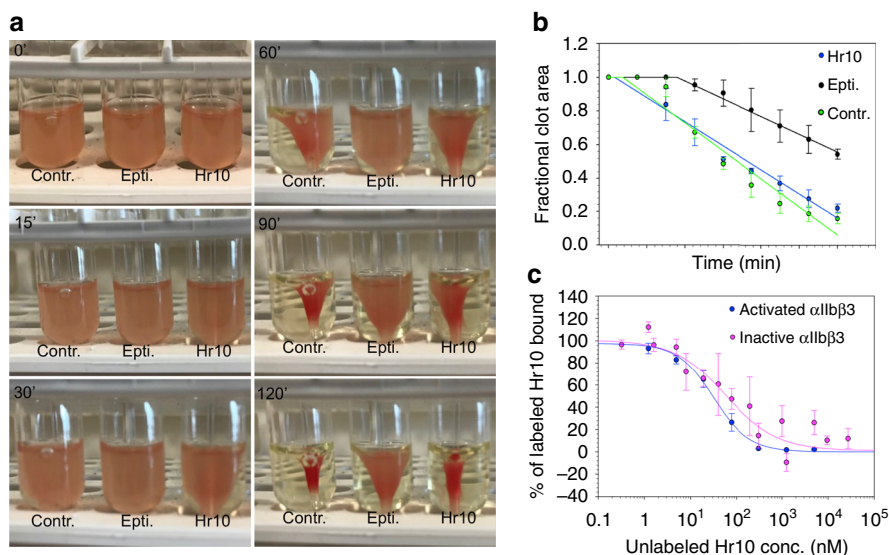 a
0'
Contr. Epti. Hr10
15'
Contr. Epti. Hr10
30'
Contr. Epti. Hr10
60'
Contr. Epti. Hr10
90'
Contr. Epti. Hr10
120'
Contr. Epti. Hr10
b
Fractional clot area
1.2
1.0
0.8
0.6
0.4
0.2
0.0
Hr10
Epti.
Contr.
Time (min)
c
% of labeled Hr10 bound
140
120
100
80
60
40
20
0
−20
−40
Activated αIIbβ3
Inactive αIIbβ3
0.1 1 10¹ 10² 10³ 10⁴ 10⁵
Unlabeled Hr10 conc. (nM)